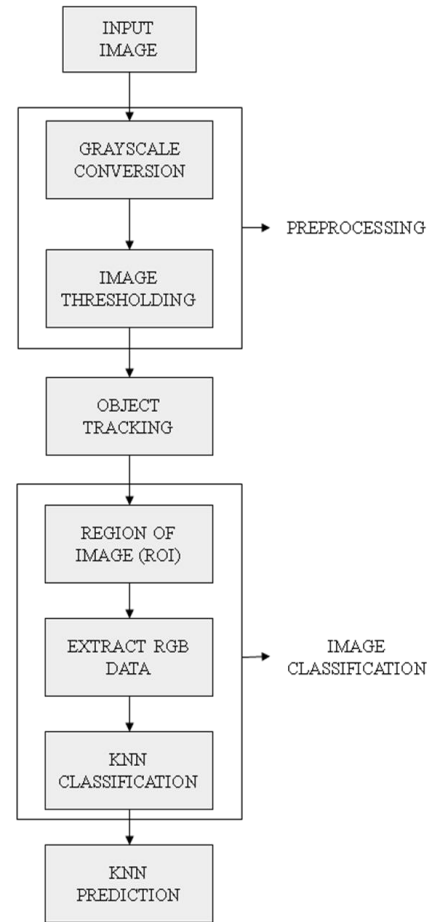 INPUT
IMAGE
GRAYSCALE
CONVERSION
PREPROCESSING
IMAGE
THRESHOLDING
OBJECT
TRACKING
REGION OF
IMAGE (ROI)
EXTRACT RGB
DATA
IMAGE
CLASSIFICATION
KNN
CLASSIFICATION
KNN
PREDICTION